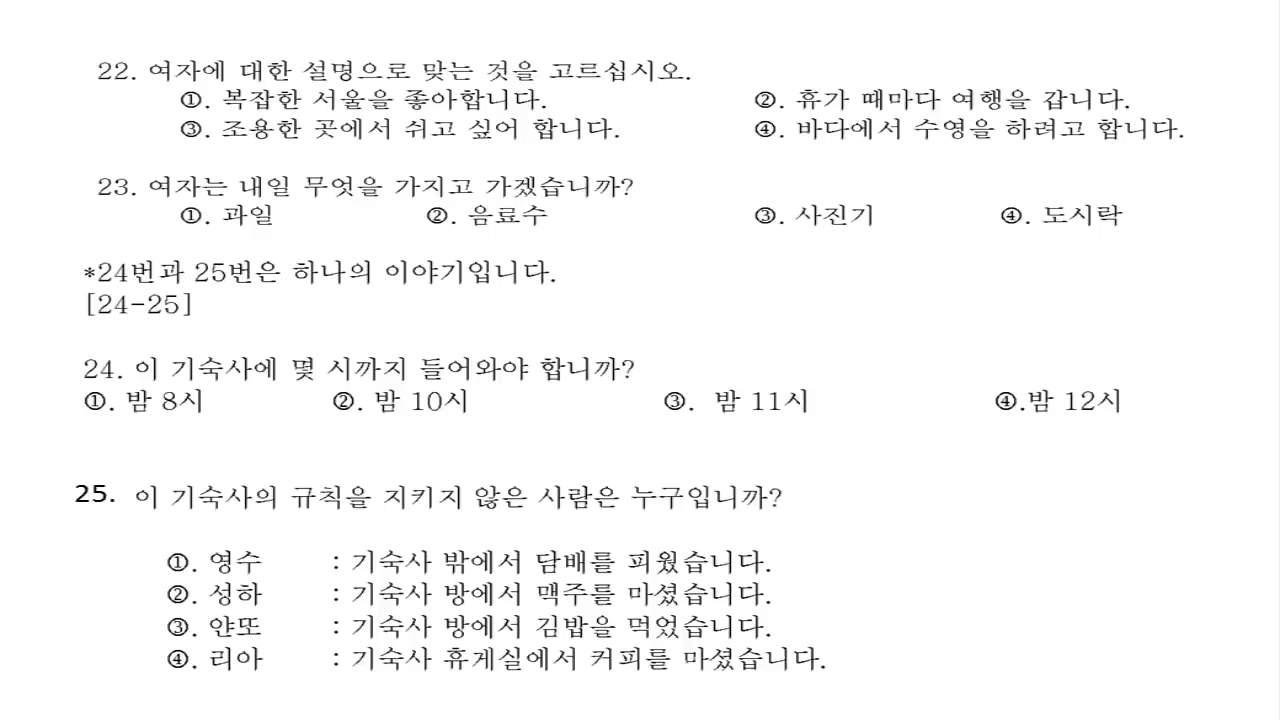 22. 여자에 대한 설명으로 맞는 것을 고르십시오.
①. 복잡한 서울을 좋아합니다. ②. 휴가 때마다 여행을 갑니다.
③. 조용한 곳에서 쉬고 싶어 합니다. ④. 바다에서 수영을 하려고 합니다.
23. 여자는 내일 무엇을 가지고 가겠습니까?
①. 과일 ②. 음료수 ③. 사진기 ④. 도시락
*24번과 25번은 하나의 이야기입니다.
[24-25]
24. 이 기숙사에 몇 시까지 들어와야 합니까?
①. 밤 8시 ②. 밤 10시 ③. 밤 11시 ④.밤 12시
25. 이 기숙사의 규칙을 지키지 않은 사람은 누구입니까?
①. 영수 : 기숙사 밖에서 담배를 피웠습니다.
②. 성하 : 기숙사 방에서 맥주를 마셨습니다.
③. 얀또 : 기숙사 방에서 김밥을 먹었습니다.
④. 리아 : 기숙사 휴게실에서 커피를 마셨습니다.